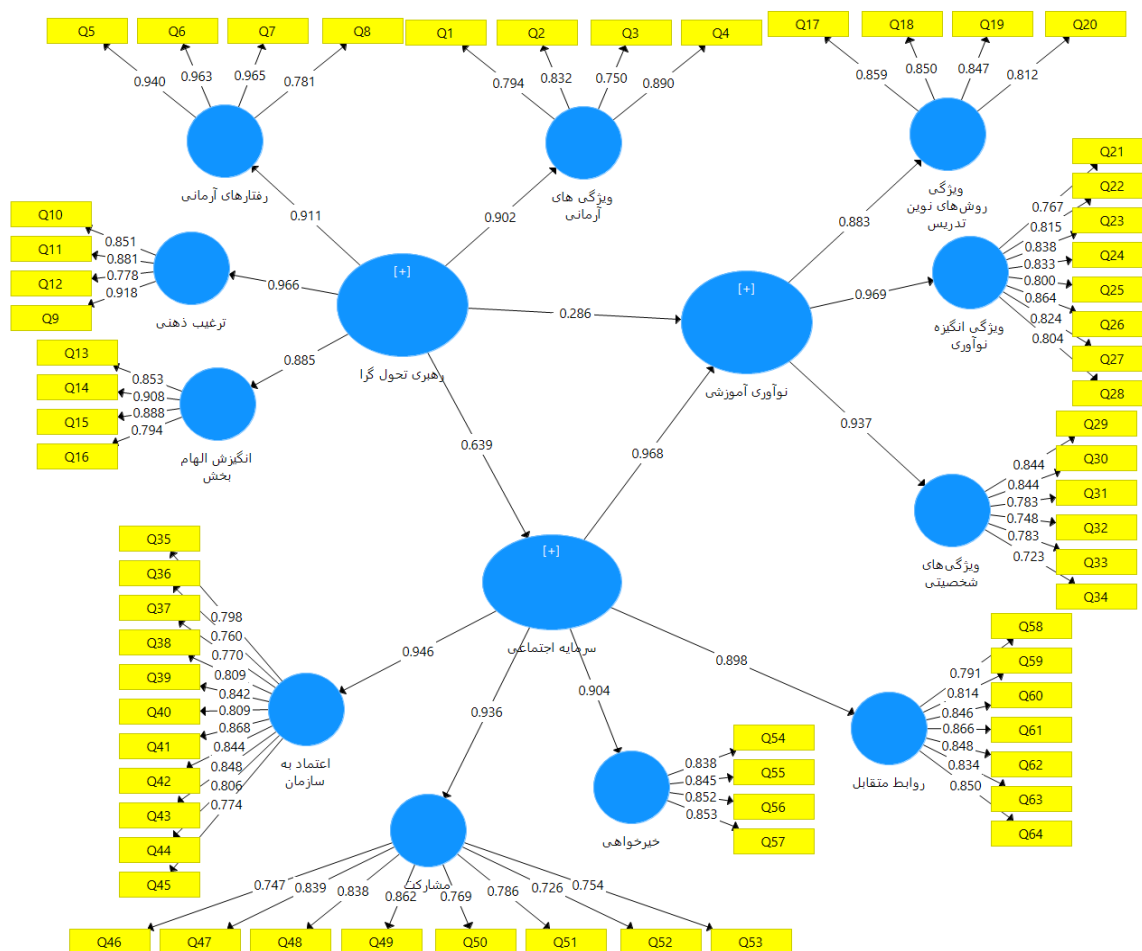 Q5
Q6
Q7
Q8
Q1
Q2
Q3
Q4
Q17
Q18
Q19
Q20
0.940
0.963
0.965
0.781
0.794
0.832
0.750
0.890
0.859
0.850
0.847
0.812
رفتارهای آرمانی
ویژگی های
آرمانی
ویژگی
روش‌های نوین
تدریس
Q21
Q22
Q23
Q24
Q25
Q26
Q27
Q28
0.767
0.815
0.838
0.833
0.800
0.864
0.824
0.804
ویژگی انگیزه
نوآوری
0.911
0.902
0.883
0.969
0.937
Q10
Q11
Q12
Q9
0.851
0.881
0.778
0.918
ترغیب ذهنی
0.966
[+]
رهبری تحول گرا
0.286
[+]
نوآوری آموزشی
Q13
Q14
Q15
Q16
0.853
0.908
0.888
0.794
انگیزش الهام
بخش
0.885
0.639
0.968
Q29
Q30
Q31
Q32
Q33
Q34
0.844
0.844
0.783
0.748
0.783
0.723
ویژگی‌های
شخصیتی
[+]
سرمایه اجتماعی
0.946
0.936
0.904
0.898
Q35
Q36
Q37
Q38
Q39
Q40
Q41
Q42
Q43
Q44
Q45
0.798
0.760
0.770
0.809
0.842
0.809
0.868
0.844
0.848
0.806
0.774
اعتماد به
سازمان
Q58
Q59
Q60
Q61
Q62
Q63
Q64
0.791
0.814
0.846
0.866
0.848
0.834
0.850
روابط متقابل
Q54
Q55
Q56
Q57
0.838
0.845
0.852
0.853
خیرخواهی
مشارکت
0.747
0.839
0.838
0.862
0.769
0.786
0.726
0.754
Q46
Q47
Q48
Q49
Q50
Q51
Q52
Q53